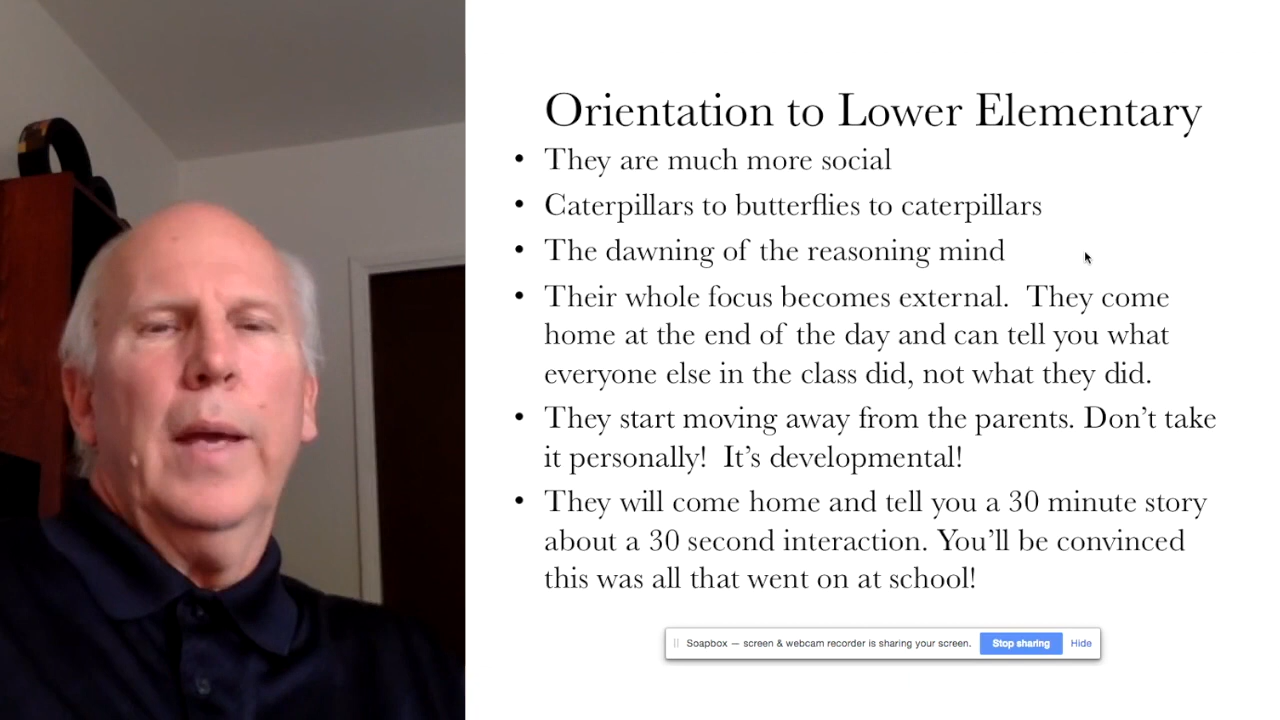 Orientation to Lower Elementary
• They are much more social
• Caterpillars to butterflies to caterpillars
• The dawning of the reasoning mind
• Their whole focus becomes external.  They come
home at the end of the day and can tell you what
everyone else in the class did, not what they did.
• They start moving away from the parents. Don’t take
it personally!  It’s developmental!
• They will come home and tell you a 30 minute story
about a 30 second interaction. You’ll be convinced
this was all that went on at school!
Soapbox — screen & webcam recorder is sharing your screen. Stop sharing Hide